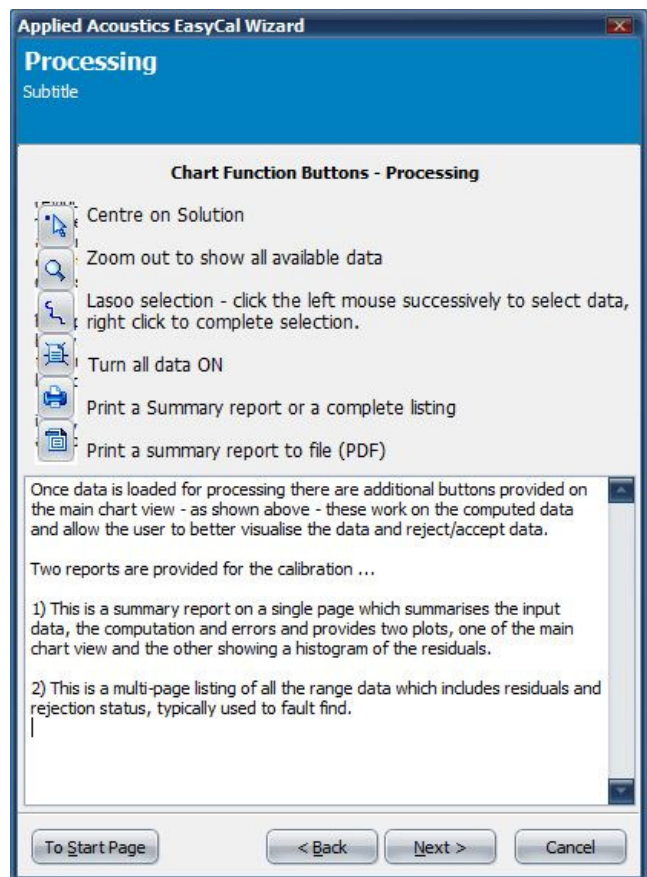 Applied Acoustics EasyCal Wizard
Processing
Subtitle
Chart Function Buttons - Processing
Centre on Solution
Zoom out to show all available data
Lasoo selection - click the left mouse successively to select data,
right click to complete selection.
Turn all data ON
Print a Summary report or a complete listing
Print a summary report to file (PDF)
Once data is loaded for processing there are additional buttons provided on
the main chart view - as shown above - these work on the computed data
and allow the user to better visualise the data and reject/accept data.
Two reports are provided for the calibration ...
1) This is a summary report on a single page which summarises the input
data, the computation and errors and provides two plots, one of the main
chart view and the other showing a histogram of the residuals.
2) This is a multi-page listing of all the range data which includes residuals and
rejection status, typically used to fault find.
To Start Page
< Back
Next >
Cancel